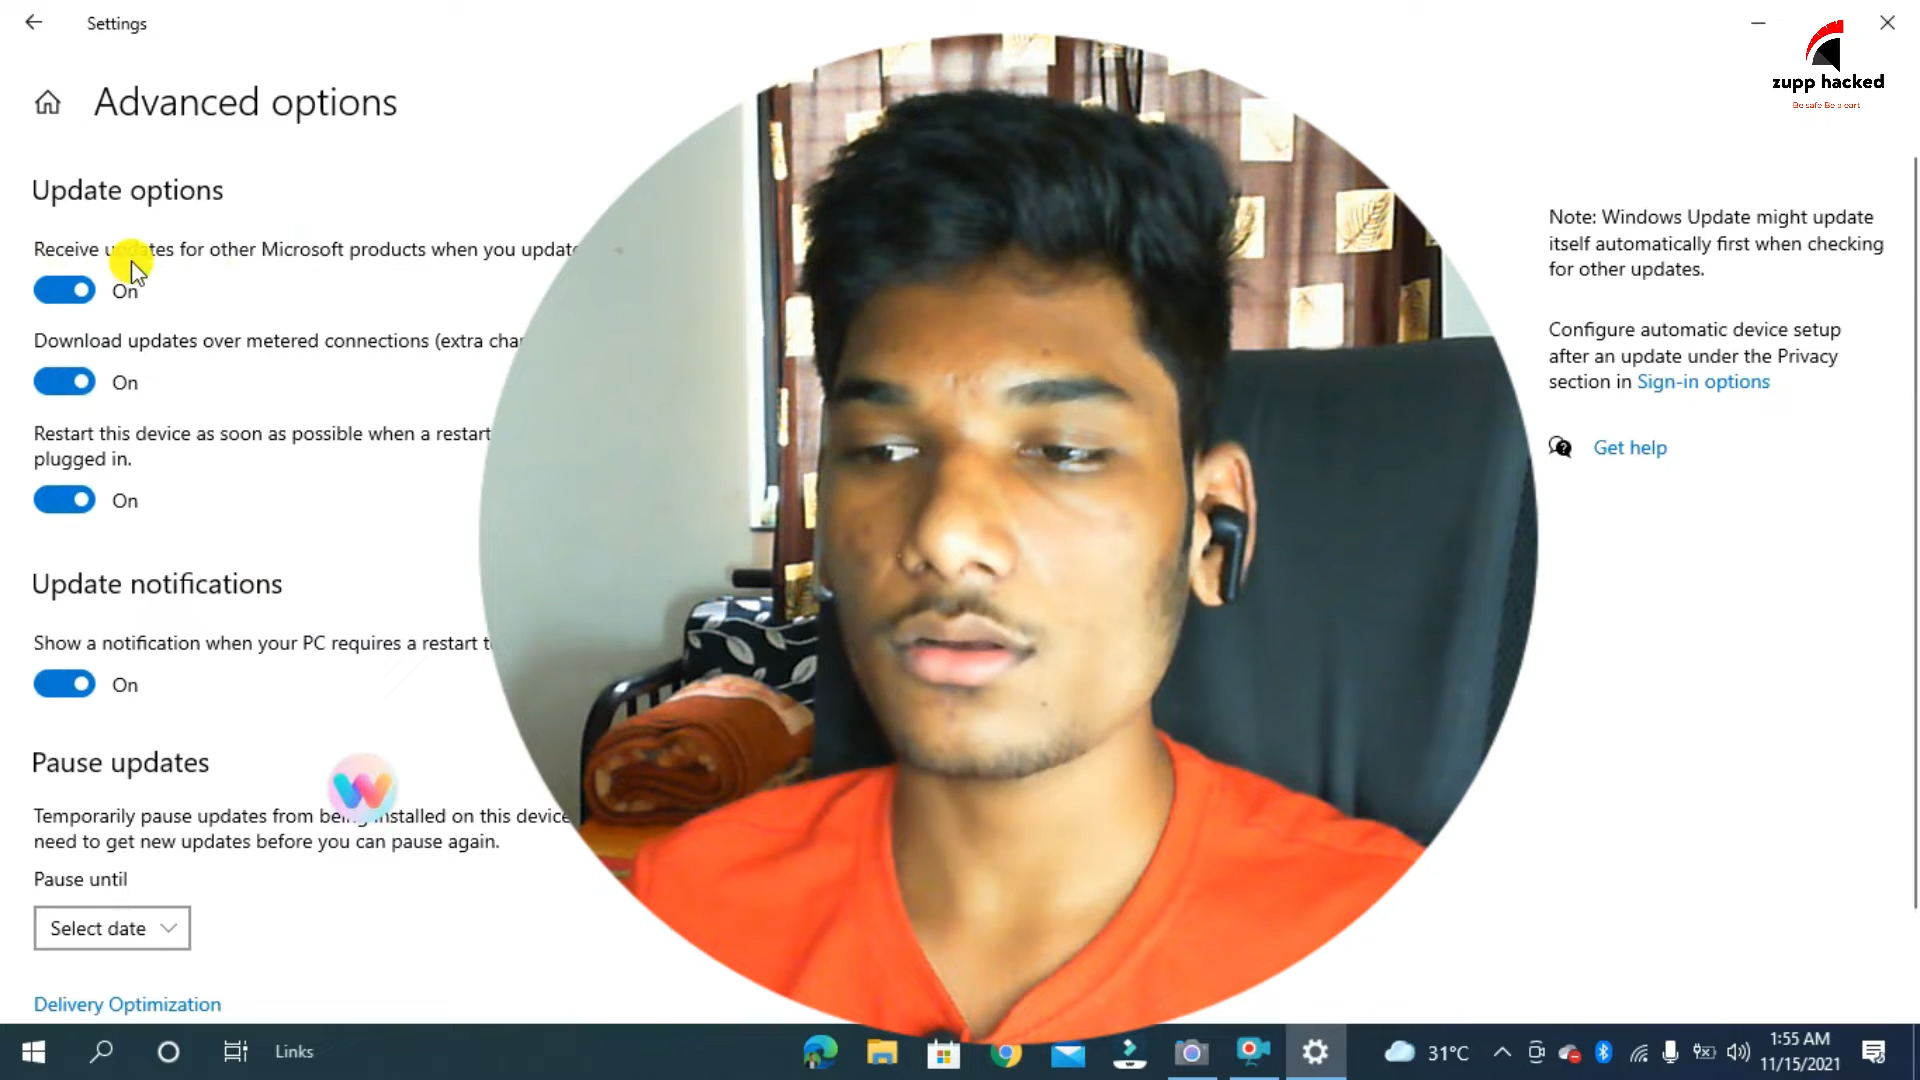 Settings
zupp hacked
Advanced options
Update options
Receive updates for other Microsoft products when you update
On
Download updates over metered connections (extra
On
Restart this device as soon as possible when a restart
plugged in.
On
Update notifications
Show a notification when your PC requires a restart
On
Pause updates
Temporarily pause updates from being installed on this device
need to get new updates before you can pause again.
Pause until
Select date
Delivery Optimization
Note: Windows Update might update
itself automatically first when checking
for other updates.
Configure automatic device setup
after an update under the Privacy
section in Sign-in options
Get help
Links
31°C
1:55 AM
11/15/2021